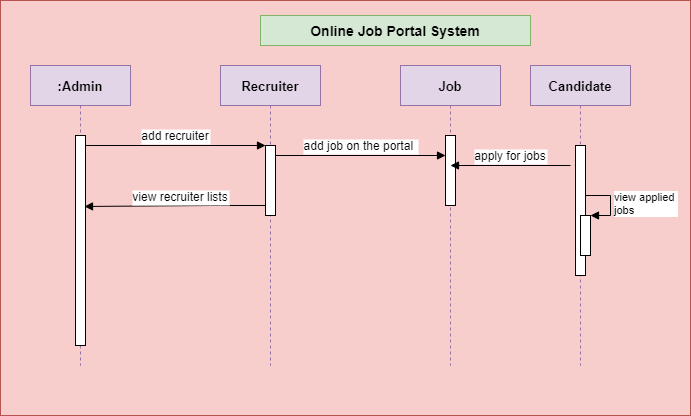 Online Job Portal System
:Admin
Recruiter
Job
Candidate
add recruiter
add job on the portal
apply for jobs
view recruiter lists
view applied
jobs